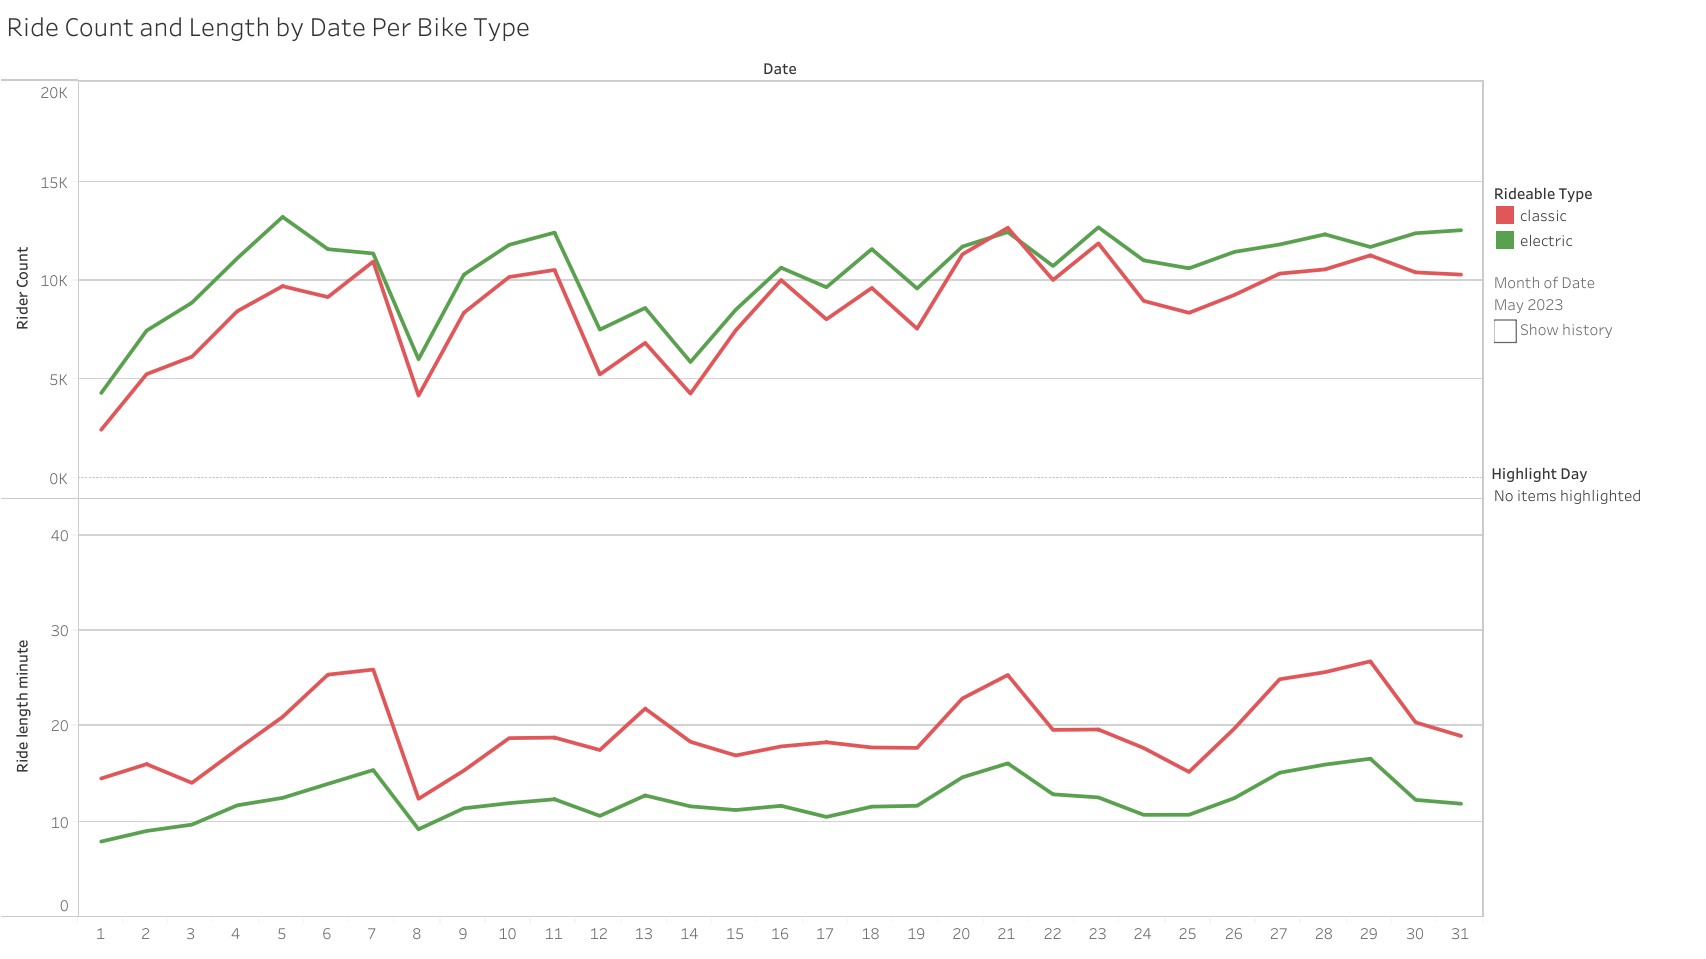 Ride Count and Length by Date Per Bike Type
Date
20K
15K
10K
5K
0K
Rider Count
40
30
20
10
0
Ride length minute
1 2 3 4 5 6 7 8 9 10 11 12 13 14 15 16 17 18 19 20 21 22 23 24 25 26 27 28 29 30 31
Rideable Type
classic
electric
Month of Date
May 2023
Show history
Highlight Day
No items highlighted